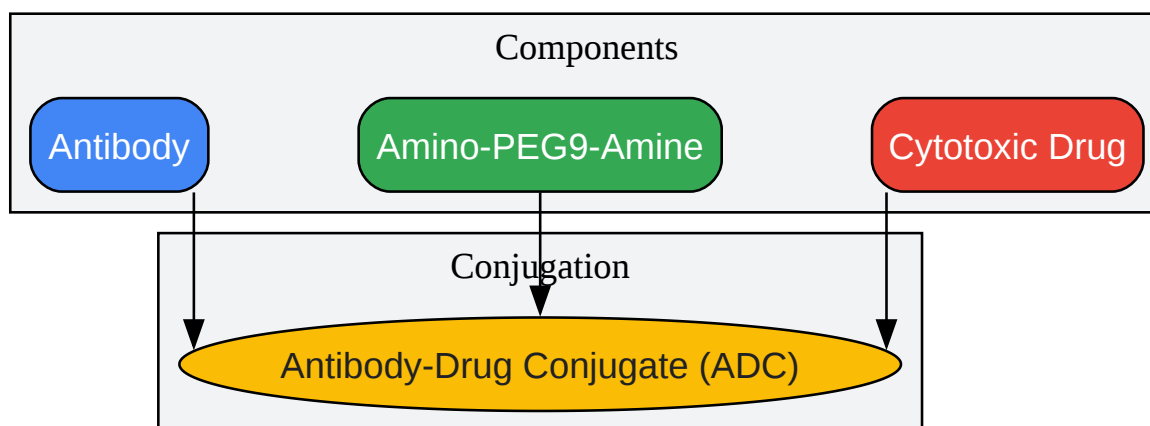 Components
Antibody
Amino-PEG9-Amine
Cytotoxic Drug
Conjugation
Antibody-Drug Conjugate (ADC)